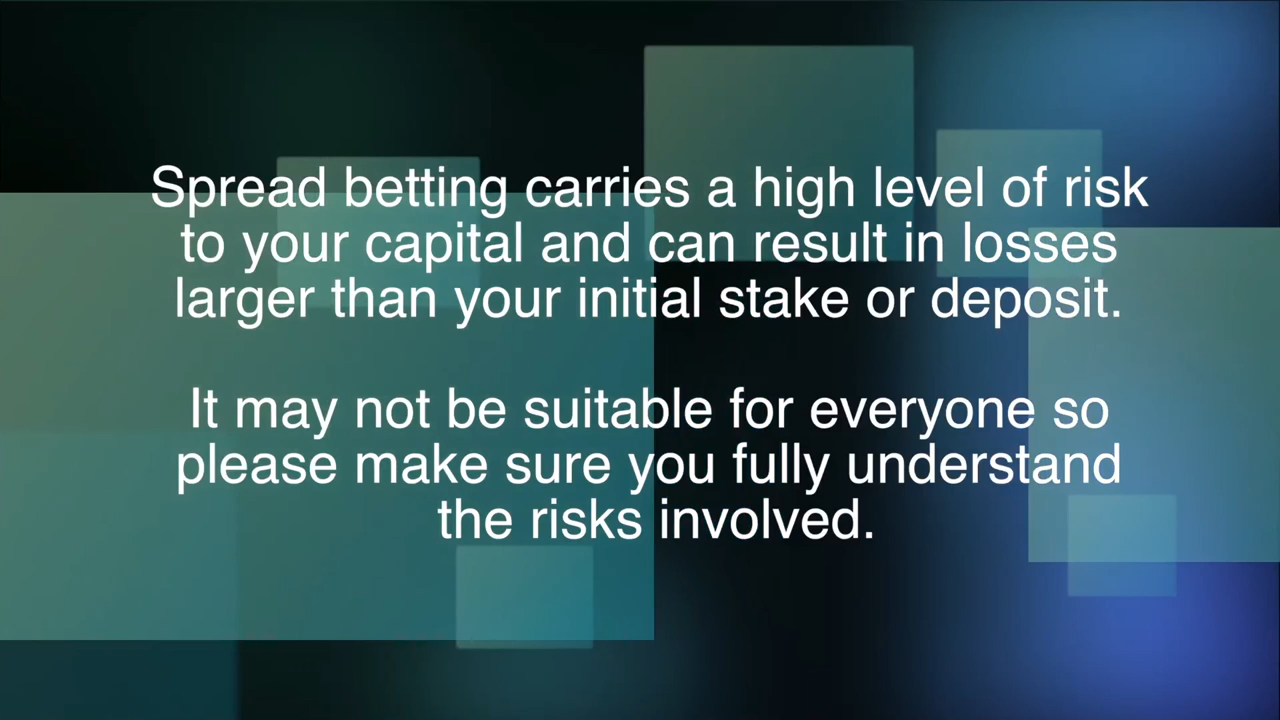 Spread betting carries a high level of risk
to your capital and can result in losses
larger than your initial stake or deposit.
It may not be suitable for everyone so
please make sure you fully understand
the risks involved.